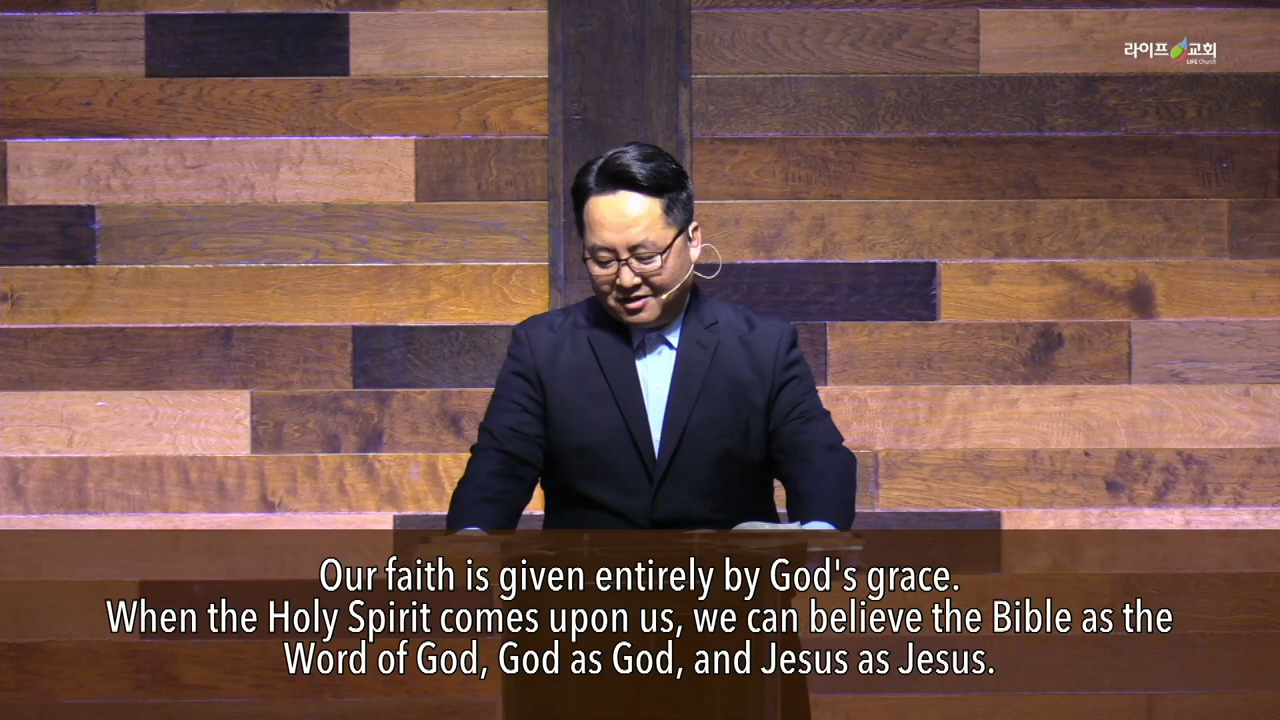 라이프 교회
LIFE Church
Our faith is given entirely by God's grace.
When the Holy Spirit comes upon us, we can believe the Bible as the
Word of God, God as God, and Jesus as Jesus.